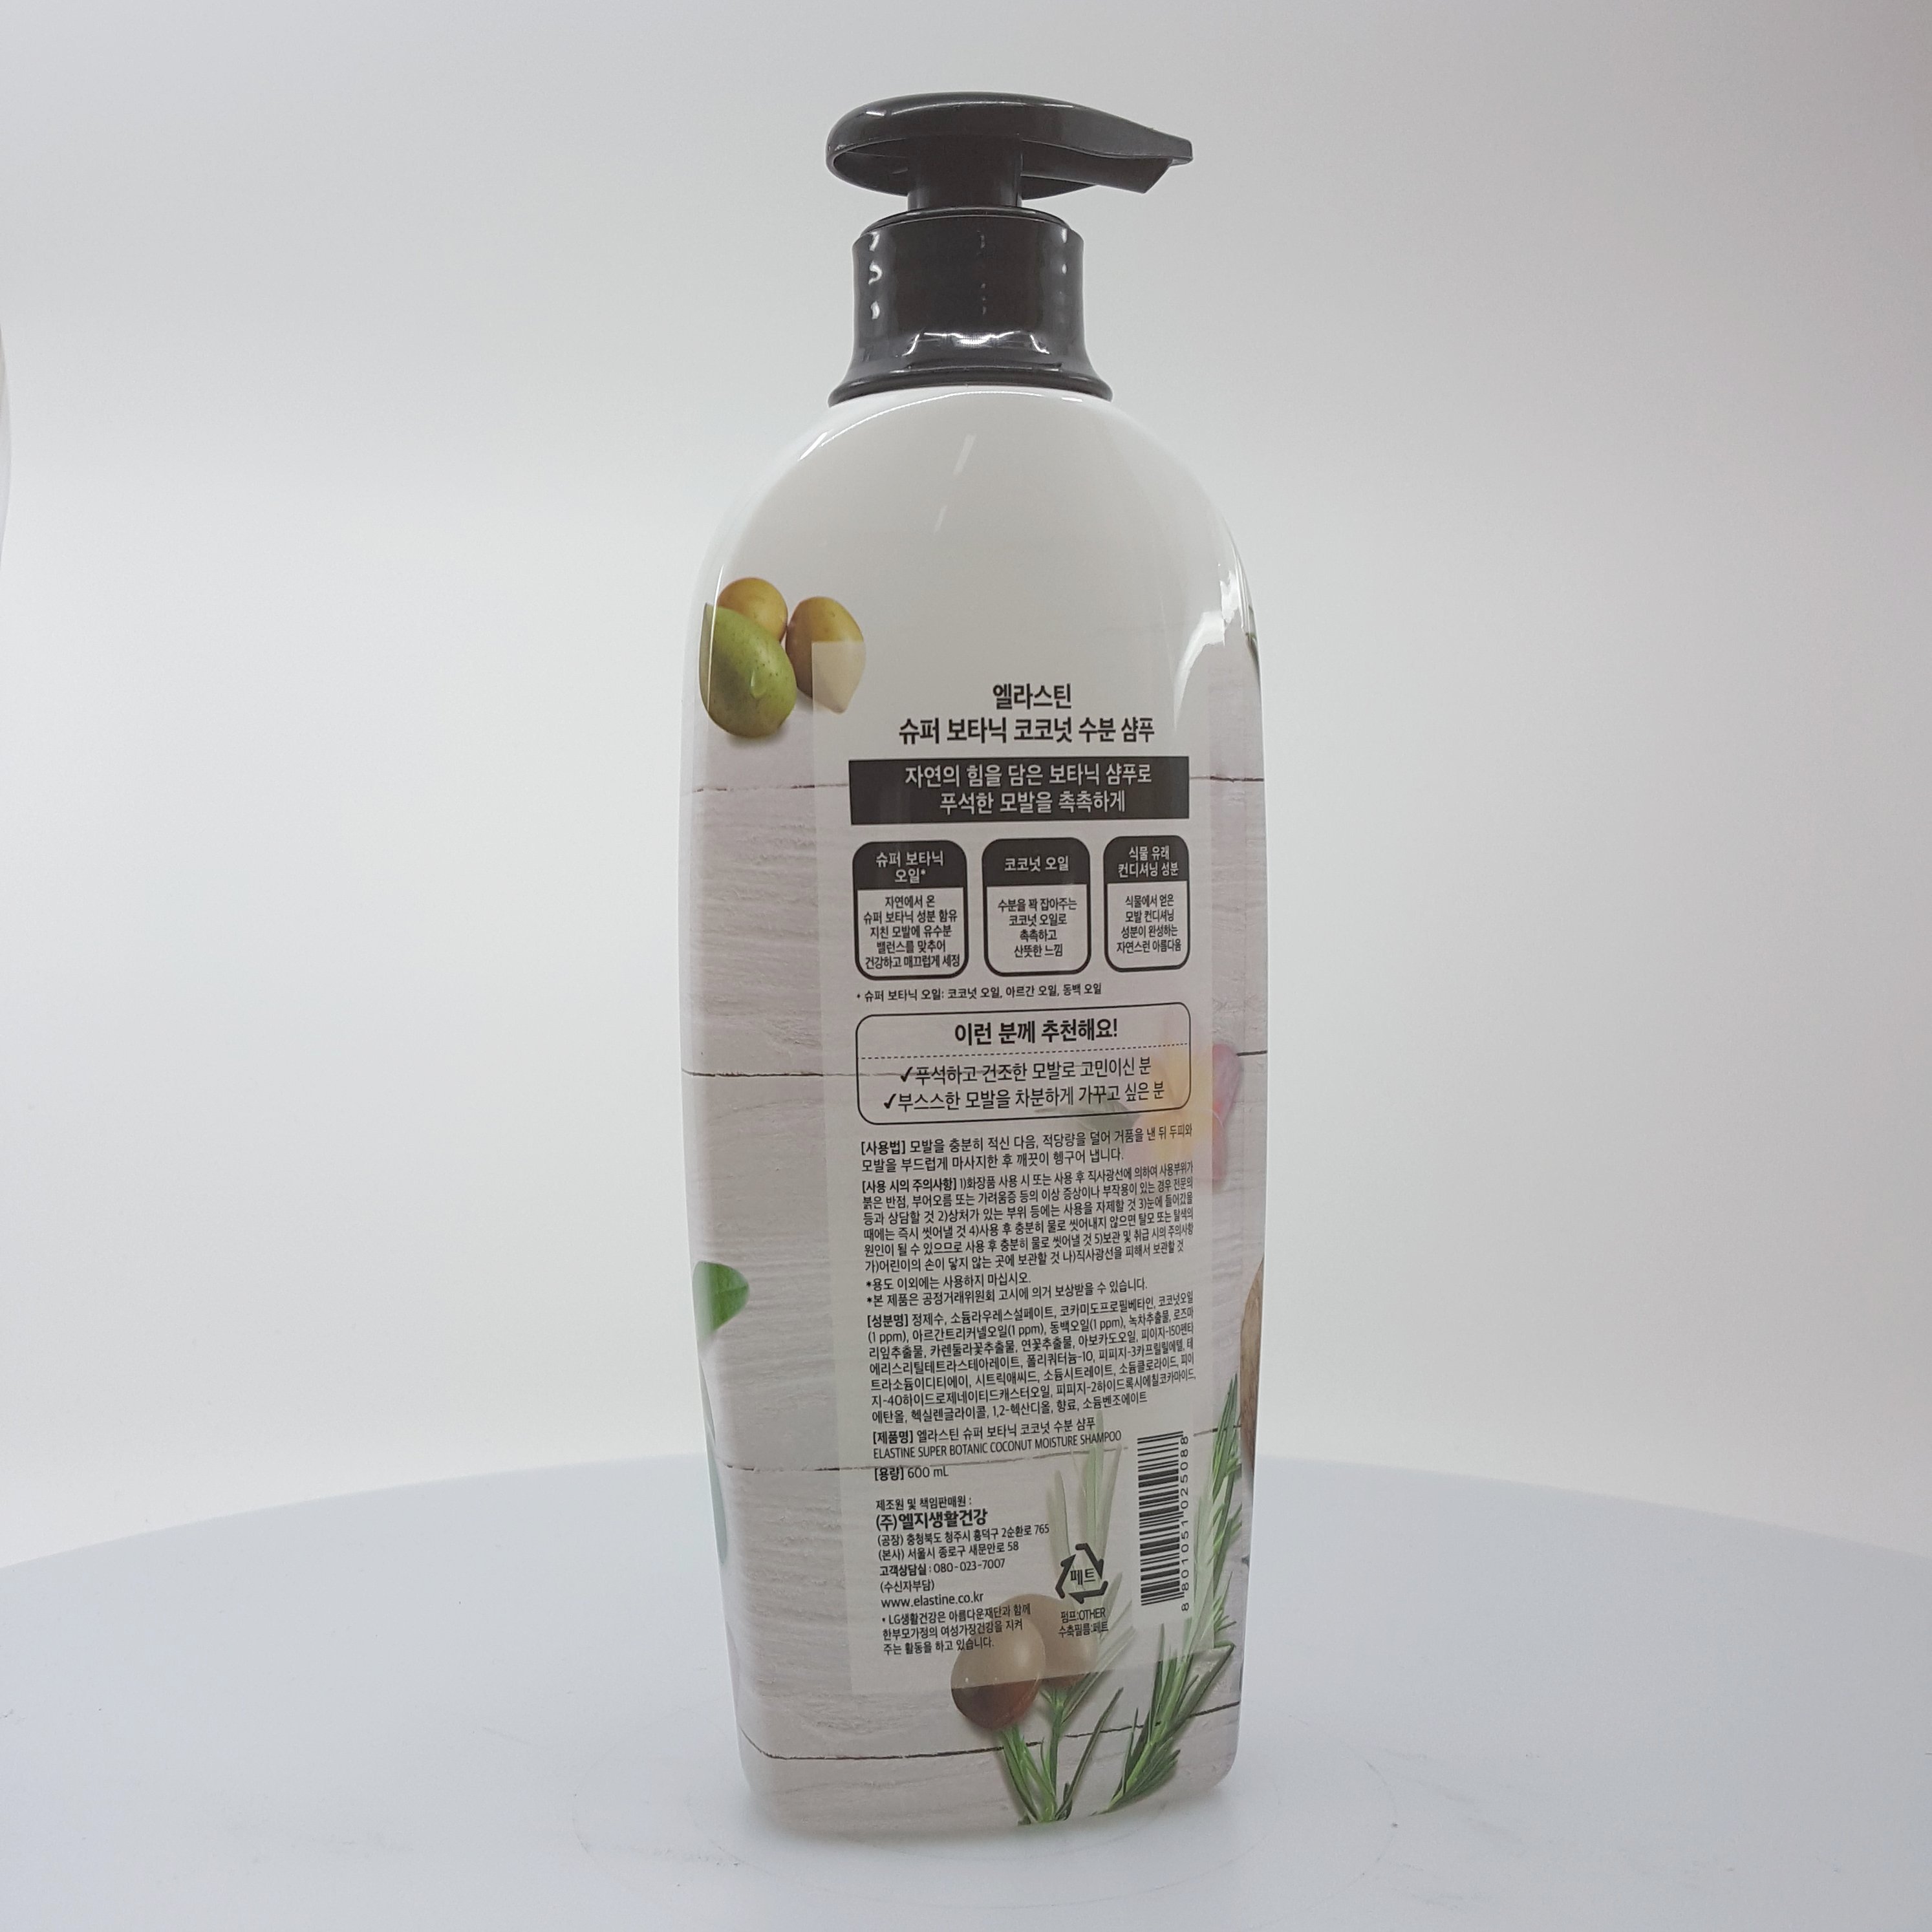 엘라스틴
슈퍼 보타닉 코코넛 수분 샴푸
자연의 힘을 담은 보타닉 샴푸로
푸석한 모발을 촉촉하게
슈퍼 보타닉
오일*
자연에서 온
슈퍼 보타닉 성분 함유
지친 모발에 유수분
밸런스를 맞추어
건강하고 매끄럽게 세정
코코넛 오일
수분을 꽉 잡아주는
코코넛 오일로
촉촉하고
산뜻한 느낌
식물 유래
컨디셔닝 성분
식물에서 얻은
모발 컨디셔닝
성분이 완성하는
자연스런 아름다움
* 슈퍼 보타닉 오일: 코코넛 오일, 아르간 오일, 동백 오일
이런 분께 추천해요!
✓푸석하고 건조한 모발로 고민이신 분
✓부스스한 모발을 차분하게 가꾸고 싶은 분
[사용법] 모발을 충분히 적신 다음, 적당량을 덜어 거품을 낸 뒤 두피와
모발을 부드럽게 마사지한 후 깨끗이 헹구어 냅니다.
[사용 시의 주의사항] 1)화장품 사용 시 또는 사용 후 직사광선에 의하여 사용부위가
붉은 반점, 부어오름 또는 가려움증 등의 이상 증상이나 부작용이 있는 경우 전문의
등과 상담할 것 2)상처가 있는 부위 등에는 사용을 자제할 것 3)눈에 들어갔을
때에는 즉시 씻어낼 것 4)사용 후 충분히 물로 씻어내지 않으면 탈모 또는 탈색의
원인이 될 수 있으므로 사용 후 충분히 물로 씻어낼 것 5)보관 및 취급 시의 주의사항
가)어린이의 손이 닿지 않는 곳에 보관할 것 나)직사광선을 피해서 보관할 것
*용도 이외에는 사용하지 마십시오.
*본 제품은 공정거래위원회 고시에 의거 보상받을 수 있습니다.
[성분명] 정제수, 소듐라우레스설페이트, 코카미도프로필베타인, 코코넛오일
(1 ppm), 아르간트리커넬오일(1 ppm), 동백오일(1 ppm), 녹차추출물, 로즈마
리잎추출물, 카렌둘라꽃추출물, 연꽃추출물, 아보카도오일, 피이지-150펜타
에리스리틸테트라스테아레이트, 폴리쿼터늄-10, 피피지-3카프릴릴에텔, 테
트라소듐이디티에이, 시트릭애씨드, 소듐시트레이트, 소듐클로라이드, 피이
지-40하이드로제네이티드캐스터오일, 피피지-2하이드록시에칠코카마이드,
에탄올, 헥실렌글라이콜, 1,2-헥산디올, 향료, 소듐벤조에이트
[제품명] 엘라스틴 슈퍼 보타닉 코코넛 수분 샴푸
ELASTINE SUPER BOTANIC COCONUT MOISTURE SHAMPOO
[용량] 600 mL
제조원 및 책임판매원 :
(주)엘지생활건강
(공장) 충청북도 청주시 흥덕구 2순환로 765
(본사) 서울시 종로구 새문안로 58
고객상담실 : 080-023-7007
(수신자부담)
www.elastine.co.kr
* LG생활건강은 아름다운재단과 함께
한부모가정의 여성가장건강을 지켜
주는 활동을 하고 있습니다.
페트
펌프:OTHER
수축필름:페트
8801051025088